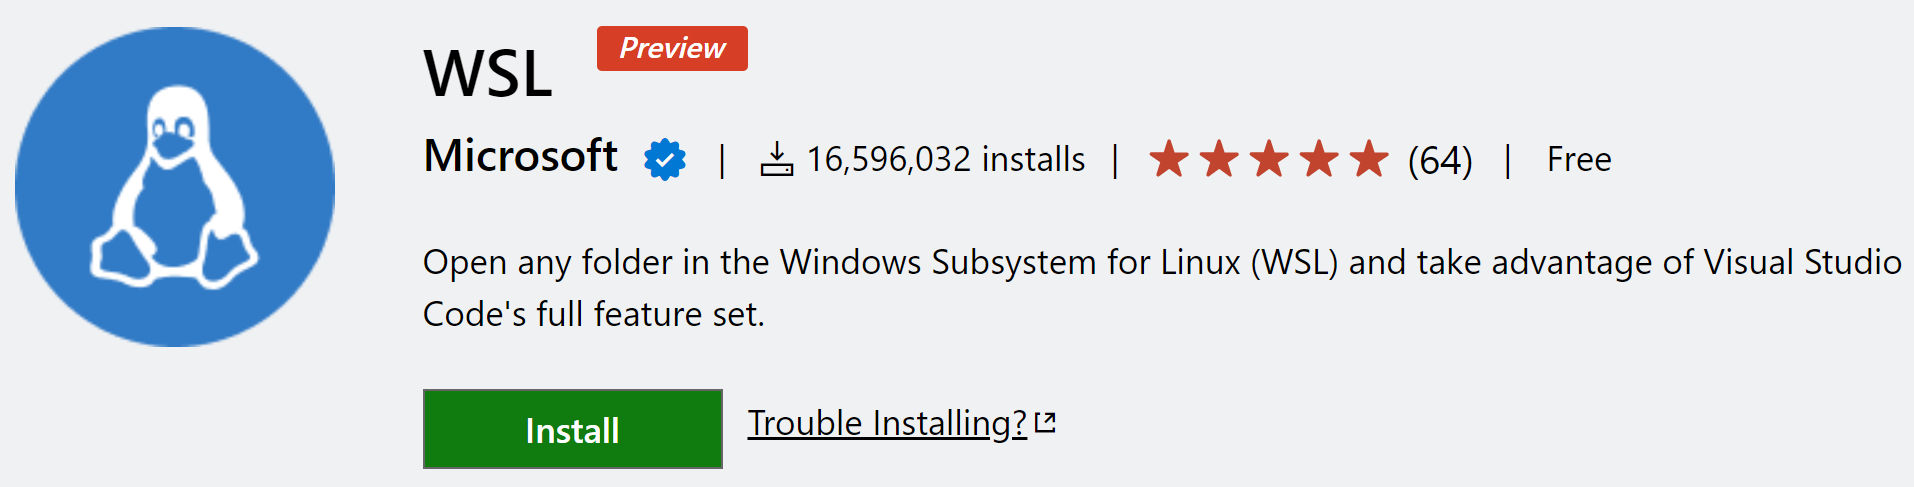 WSL Preview
Microsoft | 16,596,032 installs | (64) | Free
Open any folder in the Windows Subsystem for Linux (WSL) and take advantage of Visual Studio
Code's full feature set.
Install Trouble Installing?